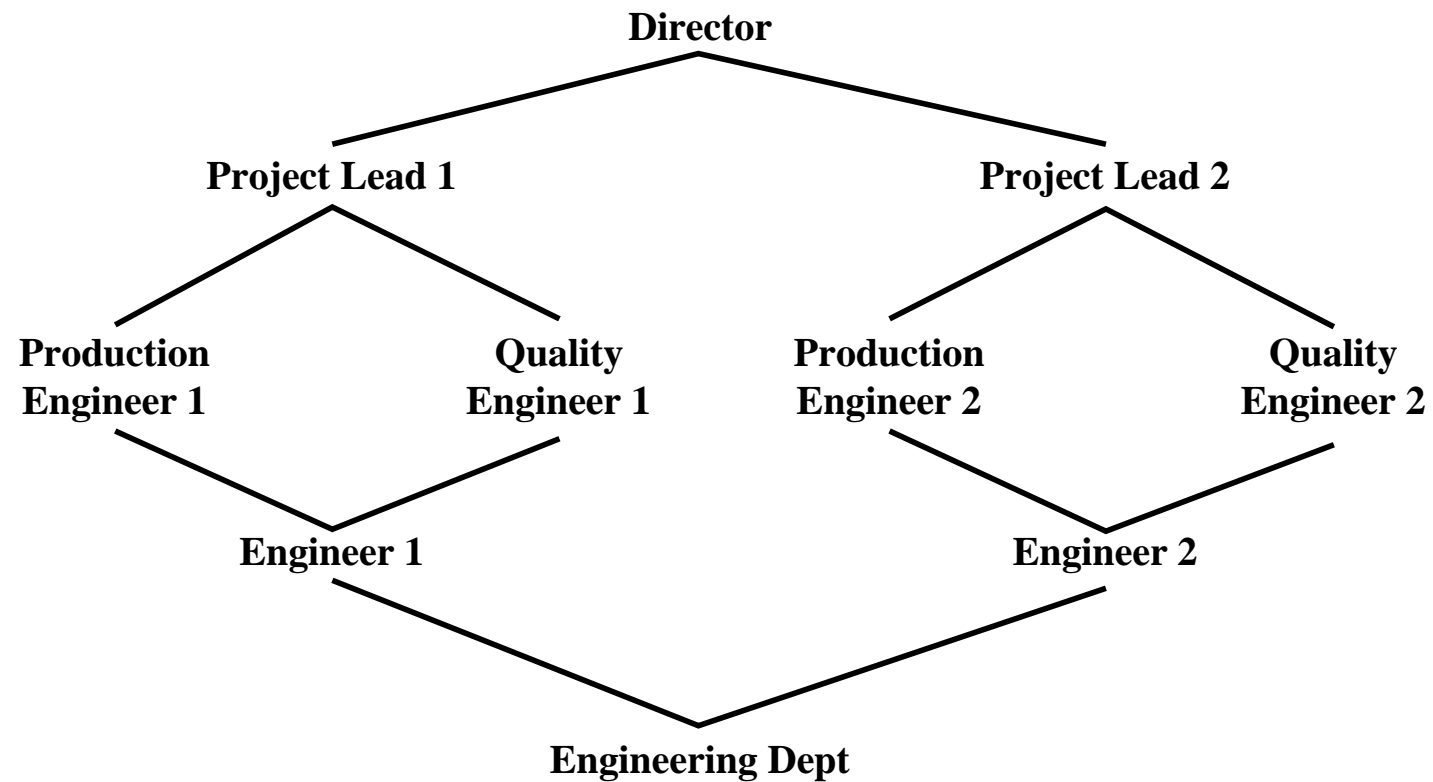 Director
Project Lead 1
Project Lead 2
Production
Engineer 1
Quality
Engineer 1
Production
Engineer 2
Quality
Engineer 2
Engineer 1
Engineer 2
Engineering Dept